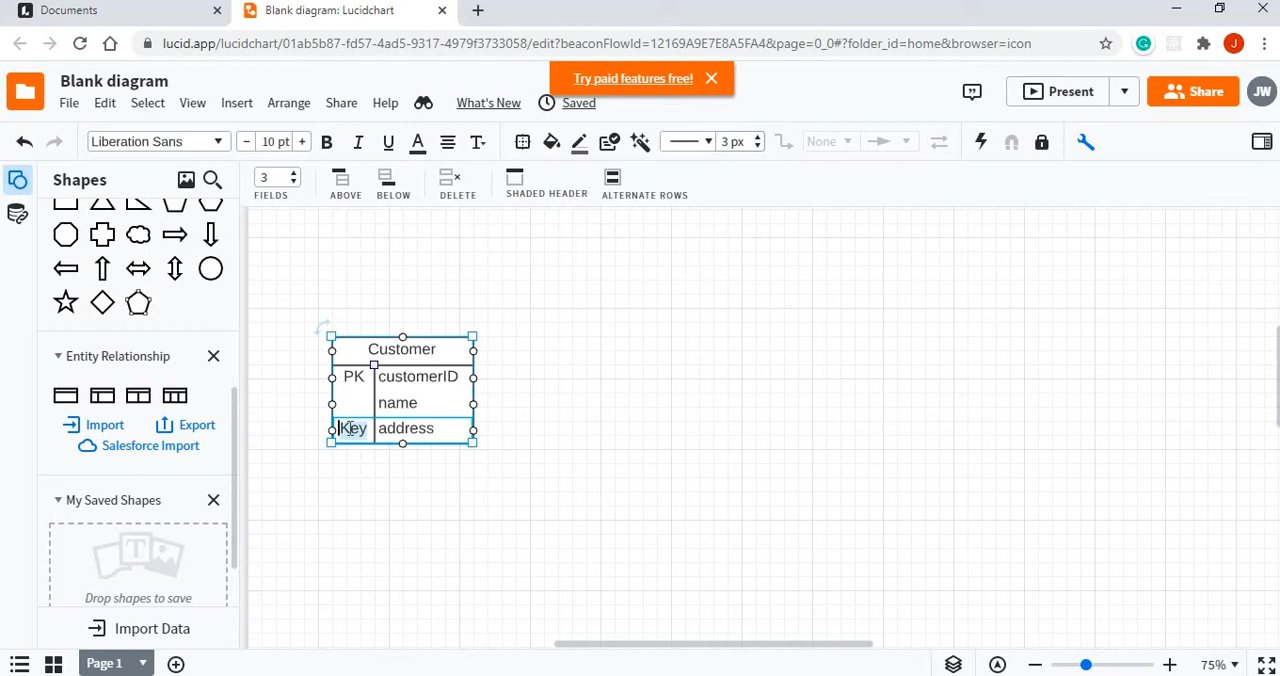 Documents
Blank diagram: Lucidchart
lucid.app/lucidchart/01ab5b87-fd57-4ad5-9317-4979f3733058/edit?beaconFlowId=12169A9E7E8A5FA4&page=0_0#?folder_id=home&browser=icon
J
Blank diagram
Try paid features free!
File Edit Select View Insert Arrange Share Help What's New Saved
Present
Share
JW
Liberation Sans
10 pt
B I U A T
3 px
None
Shapes
3
FIELDS ABOVE BELOW DELETE SHADED HEADER ALTERNATE ROWS
Entity Relationship
Import Export
Salesforce Import
My Saved Shapes
T
Drop shapes to save
Import Data
Customer
PK customerID
name
Key address
Page 1
75%